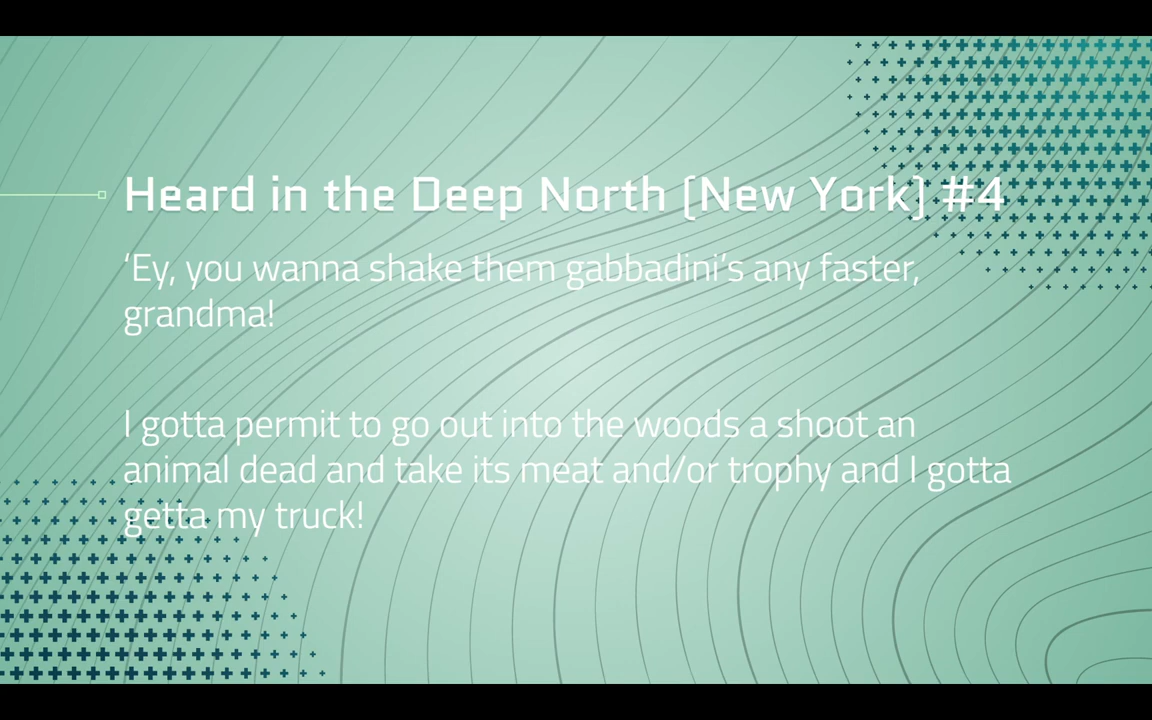 Heard in the Deep North (New York) #4
‘Ey, you wanna shake them gabbadini’s any faster,
grandma!
I gotta permit to go out into the woods a shoot an
animal dead and take its meat and/or trophy and I gotta
getta my truck!